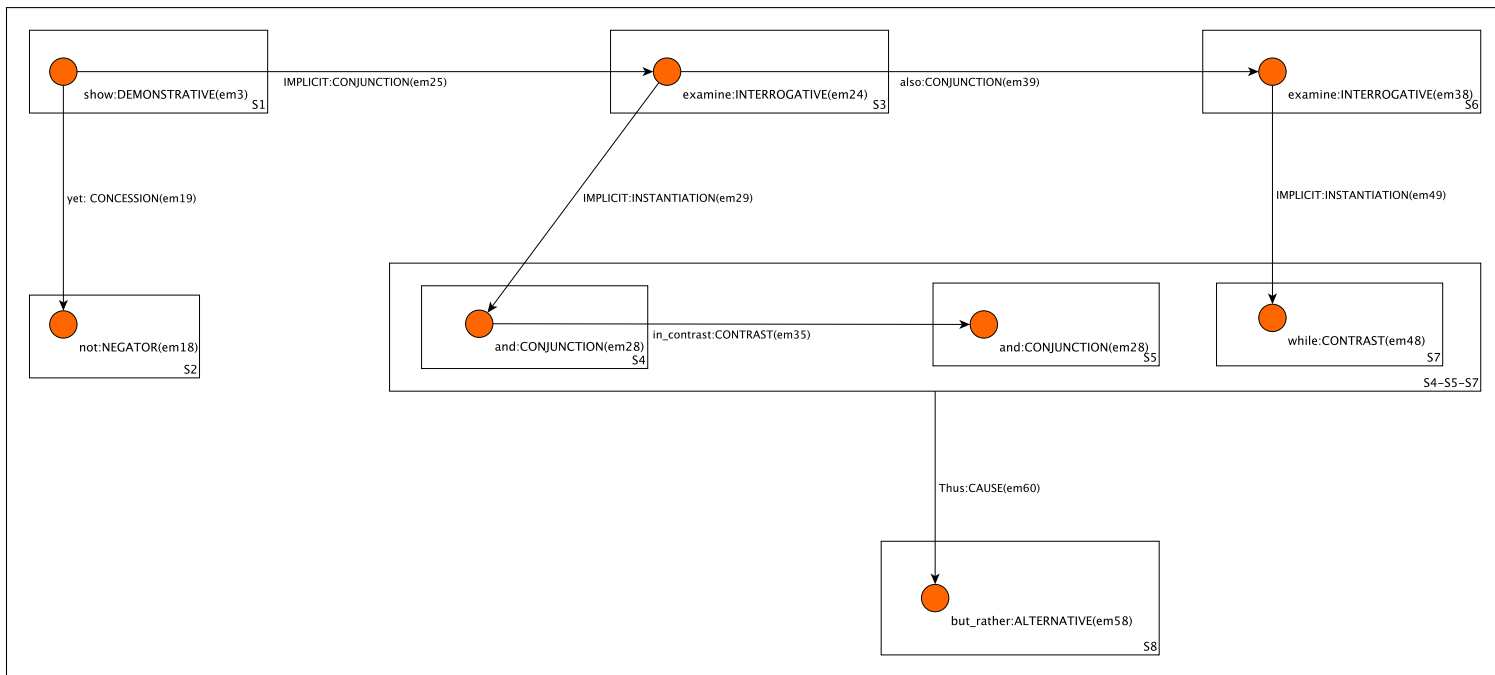 show:DEMONSTRATIVE(em3)
S1
IMPLICIT:CONJUNCTION(em25)
examine:INTERROGATIVE(em24)
S3
also:CONJUNCTION(em39)
examine:INTERROGATIVE(em38)
S6
yet: CONCESSION(em19)
IMPLICIT:INSTANTIATION(em29)
IMPLICIT:INSTANTIATION(em49)
not:NEGATOR(em18)
S2
and:CONJUNCTION(em28)
S4
in_contrast:CONTRAST(em35)
and:CONJUNCTION(em28)
S5
while:CONTRAST(em48)
S7
S4-S5-S7
Thus:CAUSE(em60)
but_rather:ALTERNATIVE(em58)
S8